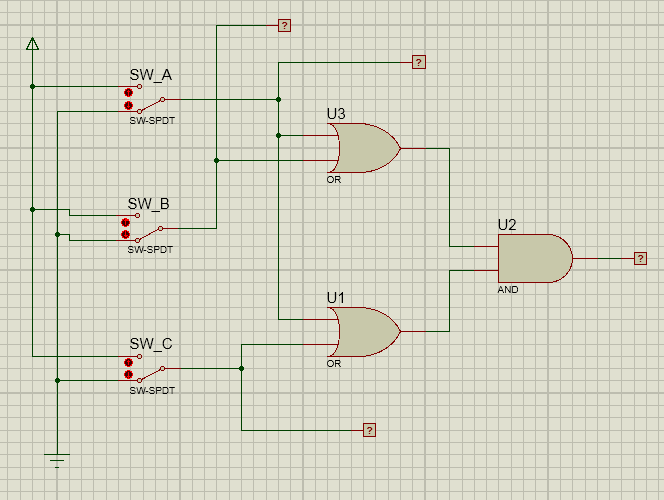 ?
?
SW_A
SW-SPDT
U3
OR
SW_B
SW-SPDT
U2
AND
?
U1
OR
SW_C
SW-SPDT
?